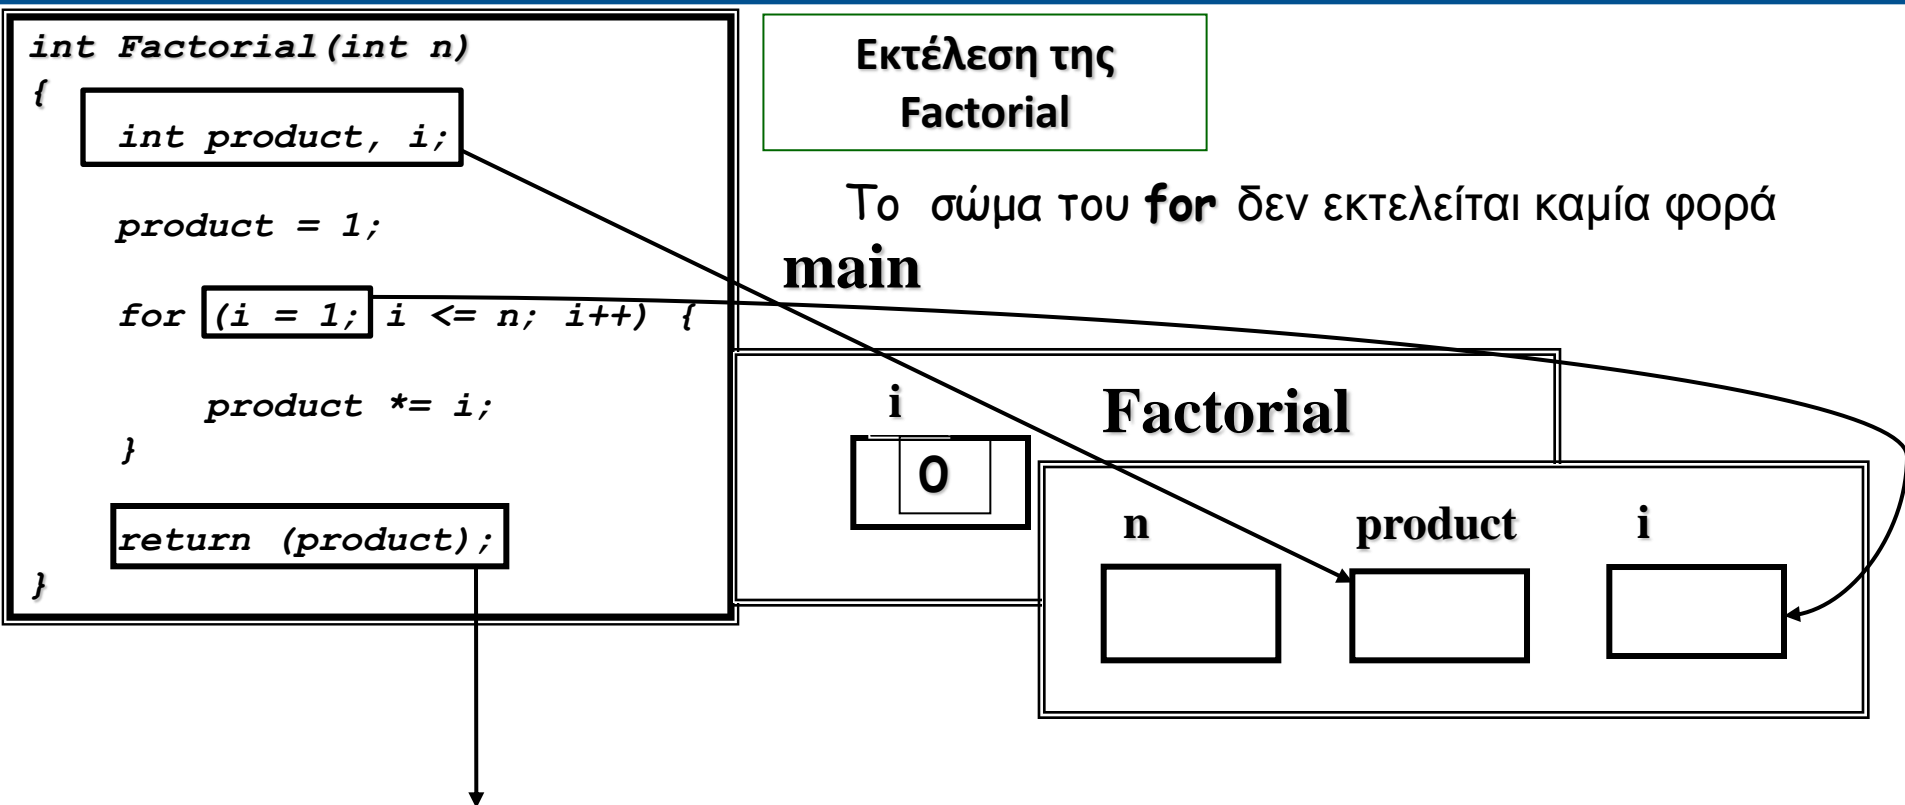 int Factorial(int n)
{
int product, i;
product = 1;
for (i = 1; i <= n; i++) {
product *= i;
}
return (product);
}
Εκτέλεση της
Factorial
Το σώμα του for δεν εκτελείται καμία φορά
main
i
Factorial
0
n product i